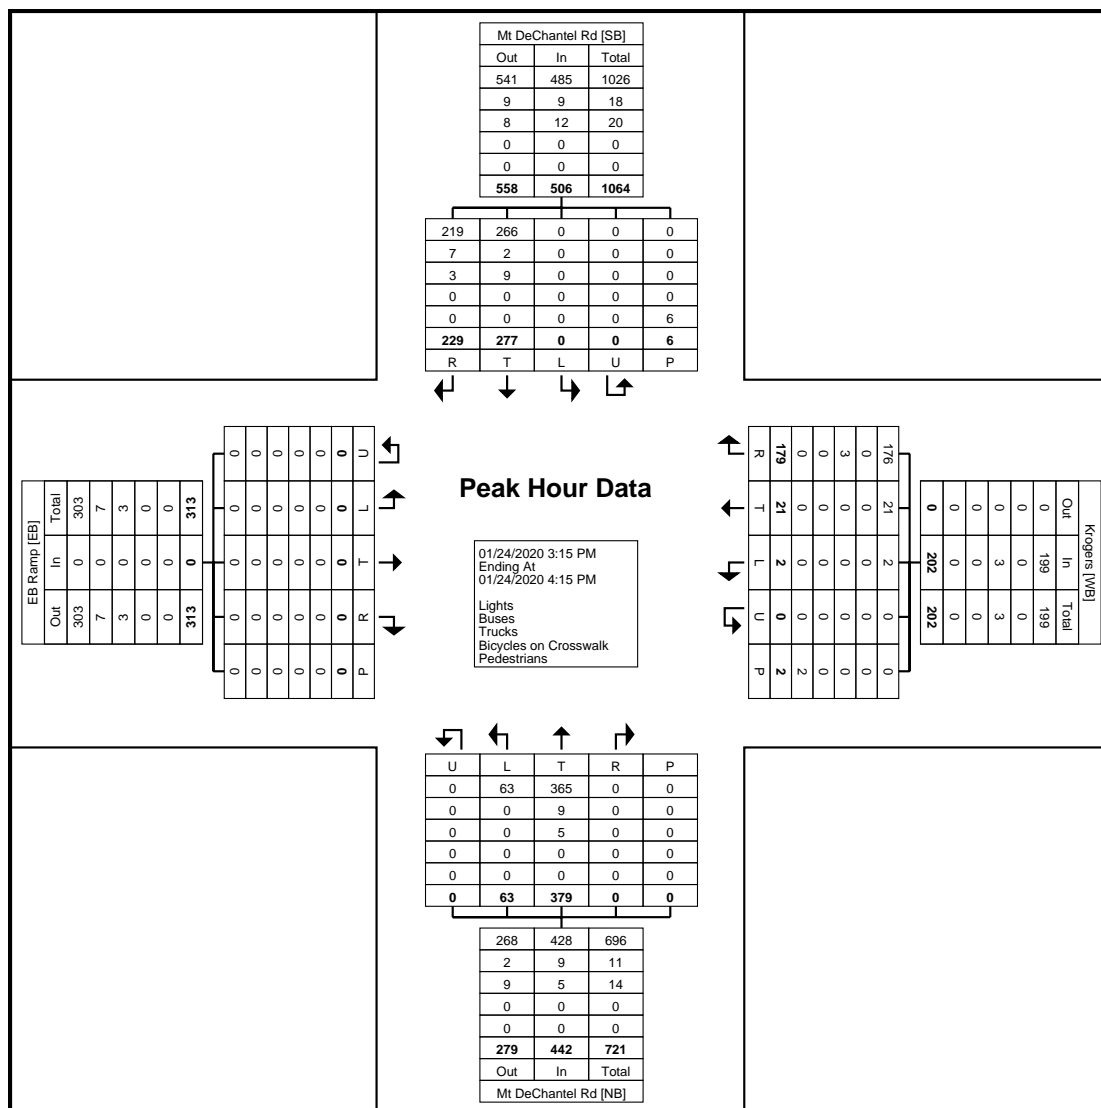 Mt DeChantel Rd [SB]
Out In Total
541 485 1026
9 9 18
8 12 20
0 0 0
0 0 0
558 506 1064
219 266 0 0 0
7 2 0 0 0
3 9 0 0 0
0 0 0 0 0
0 0 0 0 6
229 277 0 0 6
R T L U P
EB Ramp [EB]
Total In Out
303 0 303
7 0 7
3 0 3
0 0 0
0 0 0
313 0 313
0 0 0 0 0
0 0 0 0 0
0 0 0 0 0
0 0 0 0 0
0 0 0 0 0
0 0 0 0 0
U L T R P
Peak Hour Data
01/24/2020 3:15 PM
Ending At
01/24/2020 4:15 PM
Lights
Buses
Trucks
Bicycles on Crosswalk
Pedestrians
Krogers [WB]
Out In Total
0 199 199
0 0 0
0 3 3
0 0 0
0 0 0
0 202 202
176 21 2 0 0
0 0 0 0 0
3 0 0 0 0
0 0 0 0 0
0 0 0 0 2
179 21 2 0 2
R T L U P
U L T R P
0 63 365 0 0
0 0 9 0 0
0 0 5 0 0
0 0 0 0 0
0 0 0 0 0
0 63 379 0 0
268 428 696
2 9 11
9 5 14
0 0 0
0 0 0
279 442 721
Out In Total
Mt DeChantel Rd [NB]